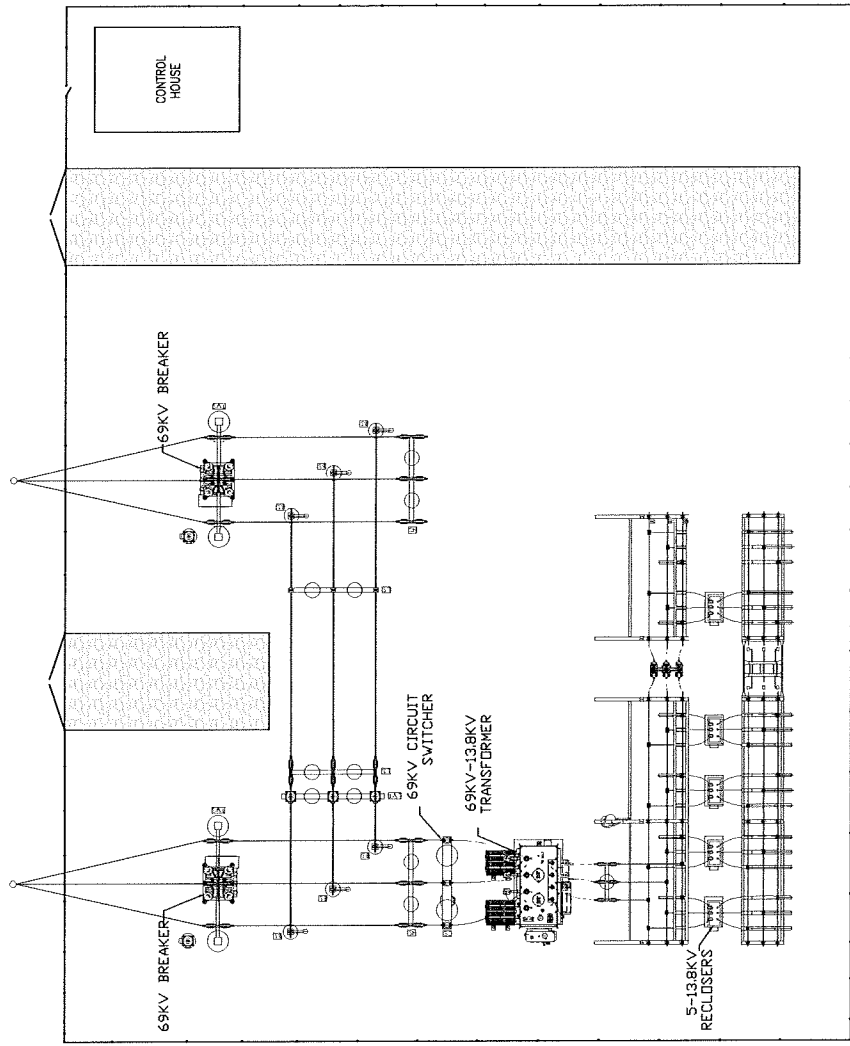 CONTROL
HOUSE
69KV BREAKER
69KV BREAKER
69KV CIRCUIT
SWITCHER
69KV-13.8KV
TRANSFORMER
5-13.8KV
RECLOSERS